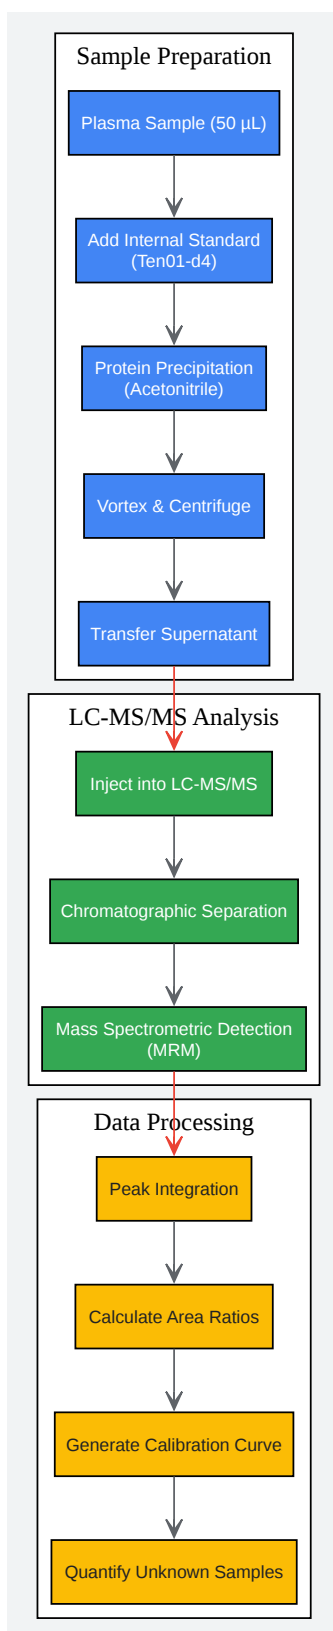 Sample Preparation
Plasma Sample (50 µL)
Add Internal Standard
(Ten01-d4)
Protein Precipitation
(Acetonitrile)
Vortex & Centrifuge
Transfer Supernatant
LC-MS/MS Analysis
Inject into LC-MS/MS
Chromatographic Separation
Mass Spectrometric Detection
(MRM)
Data Processing
Peak Integration
Calculate Area Ratios
Generate Calibration Curve
Quantify Unknown Samples